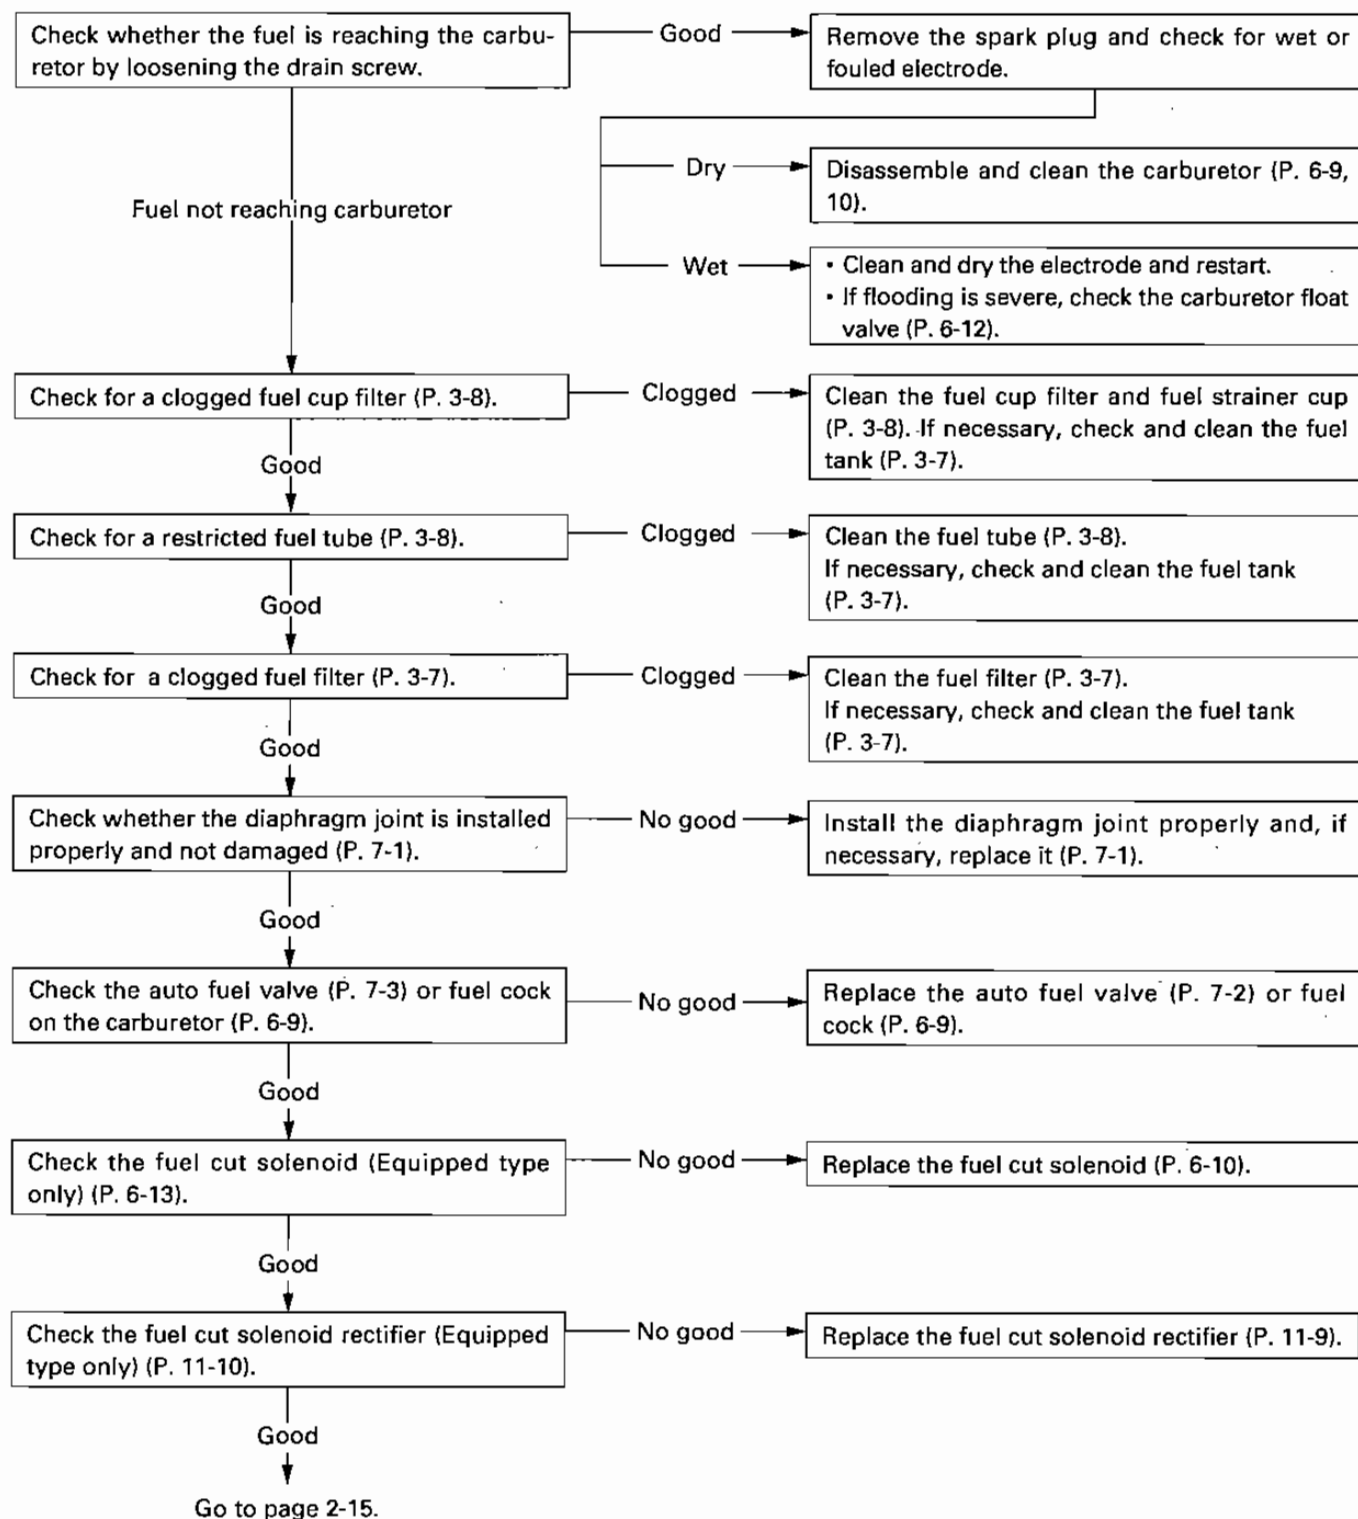 Check whether the fuel is reaching the carbu-
retor by loosening the drain screw.
Good
Remove the spark plug and check for wet or
fouled electrode.
Dry
Disassemble and clean the carburetor (P. 6-9,
10).
Fuel not reaching carburetor
Wet
• Clean and dry the electrode and restart.
• If flooding is severe, check the carburetor float
valve (P. 6-12).
Check for a clogged fuel cup filter (P. 3-8).
Clogged
Clean the fuel cup filter and fuel strainer cup
(P. 3-8). If necessary, check and clean the fuel
tank (P. 3-7).
Good
Check for a restricted fuel tube (P. 3-8).
Clogged
Clean the fuel tube (P. 3-8).
If necessary, check and clean the fuel tank
(P. 3-7).
Good
Check for a clogged fuel filter (P. 3-7).
Clogged
Clean the fuel filter (P. 3-7).
If necessary, check and clean the fuel tank
(P. 3-7).
Good
Check whether the diaphragm joint is installed
properly and not damaged (P. 7-1).
No good
Install the diaphragm joint properly and, if
necessary, replace it (P. 7-1).
Good
Check the auto fuel valve (P. 7-3) or fuel cock
on the carburetor (P. 6-9).
No good
Replace the auto fuel valve (P. 7-2) or fuel
cock (P. 6-9).
Good
Check the fuel cut solenoid (Equipped type
only) (P. 6-13).
No good
Replace the fuel cut solenoid (P. 6-10).
Good
Check the fuel cut solenoid rectifier (Equipped
type only) (P. 11-10).
No good
Replace the fuel cut solenoid rectifier (P. 11-9).
Good
Go to page 2-15.